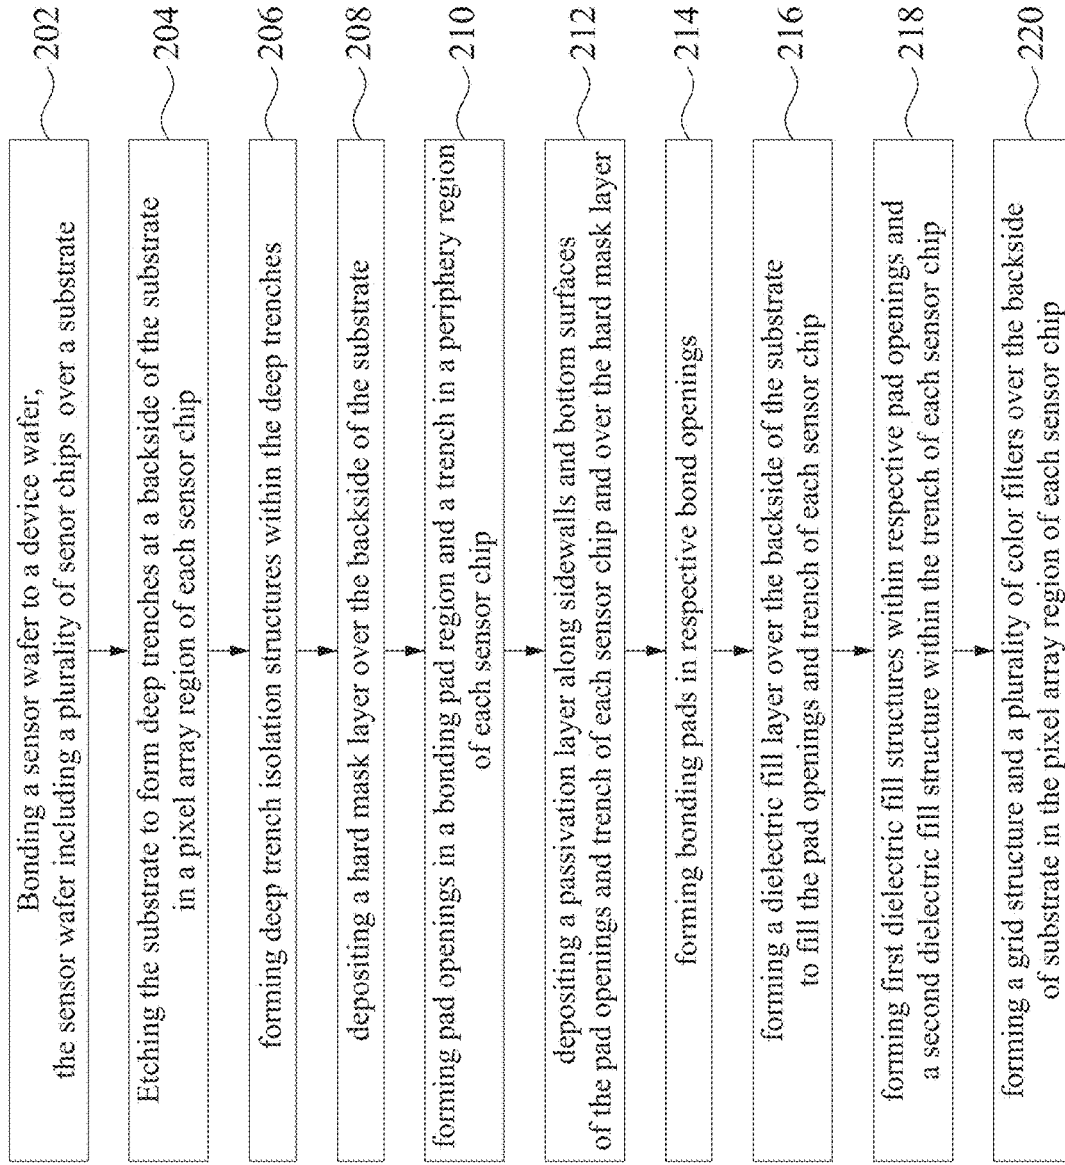 Bonding a sensor wafer to a device wafer,
the sensor wafer including a plurality of senor chips over a substrate
202
Etching the substrate to form deep trenches at a backside of the substrate
in a pixel array region of each sensor chip
204
forming deep trench isolation structures within the deep trenches
206
depositing a hard mask layer over the backside of the substrate
208
forming pad openings in a bonding pad region and a trench in a periphery region
of each sensor chip
210
depositing a passivation layer along sidewalls and bottom surfaces
of the pad openings and trench of each sensor chip and over the hard mask layer
212
forming bonding pads in respective bond openings
214
forming a dielectric fill layer over the backside of the substrate
to fill the pad openings and trench of each sensor chip
216
forming first dielectric fill structures within respective pad openings and
a second dielectric fill structure within the trench of each sensor chip
218
forming a grid structure and a plurality of color filters over the backside
of substrate in the pixel array region of each sensor chip
220